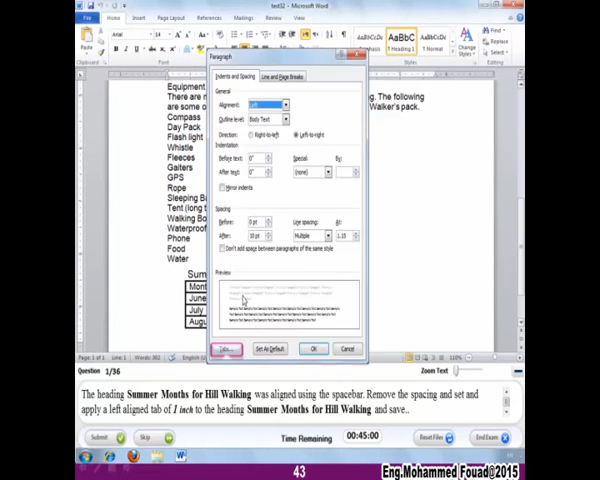 test32 - Microsoft Word
File Home Insert Page Layout References Mailings Review View
Paste
Arial 14
AaBbCcDc AaBbC AaBbCcDc
Emphasis Heading 1 Normal
Change Styles
Find
Replace
Select
Clipboard Editing
Paragraph
Indents and Spacing Line and Page Breaks
General
Alignment: Left
Outline level: Body Text
Direction: Right-to-left Left-to-right
Indentation
Before text: 0" Special: By:
After text: 0" (none)
Mirror indents
Spacing
Before: 0 pt Line spacing: At:
After: 10 pt Multiple 1.15
Don't add space between paragraphs of the same style
Preview
Tabs... Set As Default OK Cancel
Equipment
There are ng. The following
are some o Walker's pack.
Compass
Day Pack
Flash light
Whistle
Fleeces
Gaiters
GPS
Rope
Sleeping Ba
Tent (long t
Walking Bo
Waterproof
Phone
Food
Water
Sum
Mont
June
July
Augu
Page: 1 of 1 Line: 1 Words: 302 110%
Question 1/36 Zoom Text
The heading Summer Months for Hill Walking was aligned using the spacebar. Remove the spacing and set and
apply a left aligned tab of 1 inch to the heading Summer Months for Hill Walking and save..
Submit Skip Time Remaining 00:45:00 Reset Files End Exam
43 Eng.Mohammed Fouad@2015